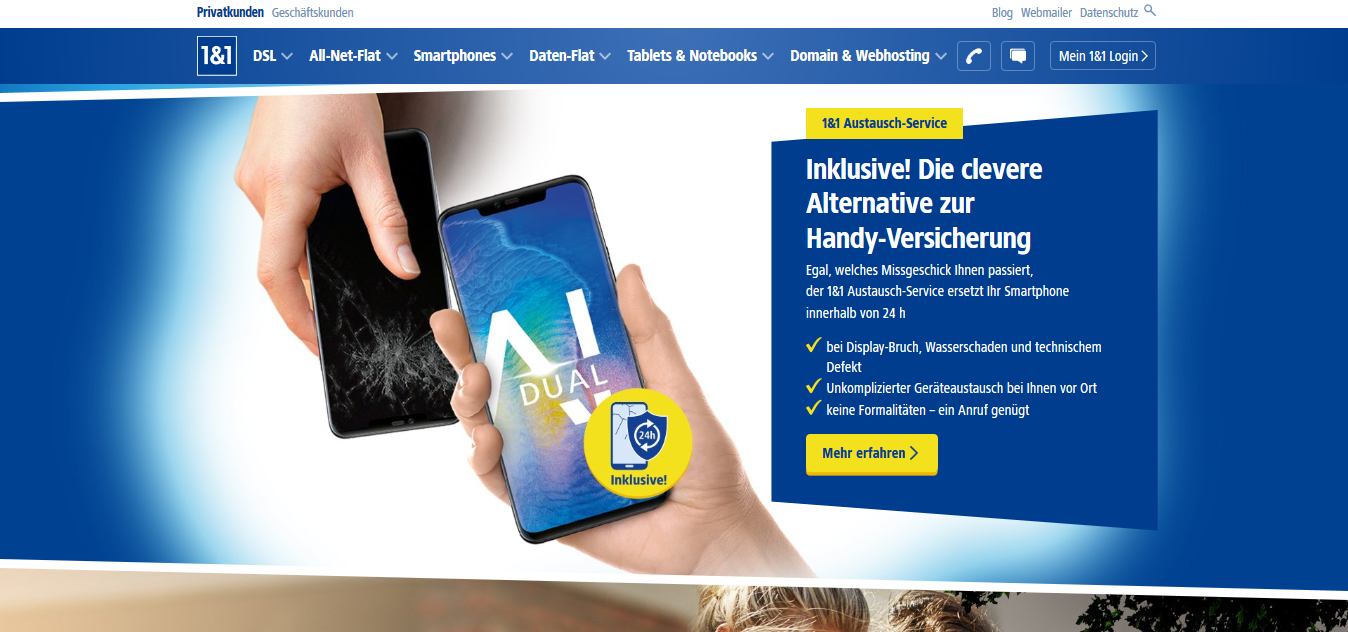 Privatkunden Geschäftskunden
Blog Webmailer Datenschutz
1&1 DSL All-Net-Flat Smartphones Daten-Flat Tablets & Notebooks Domain & Webhosting Mein 1&1 Login
1&1 Austausch-Service
Inklusive! Die clevere
Alternative zur
Handy-Versicherung
Egal, welches Missgeschick Ihnen passiert,
der 1&1 Austausch-Service ersetzt Ihr Smartphone
innerhalb von 24 h
bei Display-Bruch, Wasserschaden und technischem
Defekt
Unkomplizierter Geräteaustausch bei Ihnen vor Ort
keine Formalitäten – ein Anruf genügt
Mehr erfahren
AI
DUAL
24h
Inklusive!